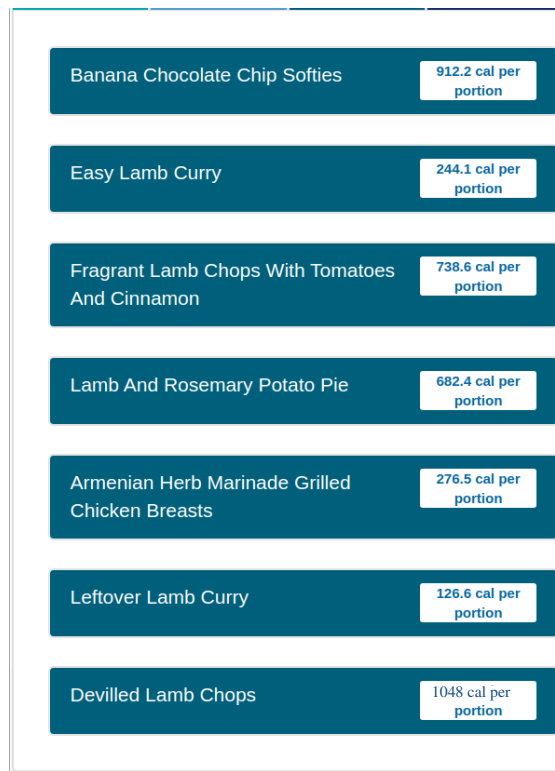 Banana Chocolate Chip Softies
912.2 cal per
portion
Easy Lamb Curry
244.1 cal per
portion
Fragrant Lamb Chops With Tomatoes
And Cinnamon
738.6 cal per
portion
Lamb And Rosemary Potato Pie
682.4 cal per
portion
Armenian Herb Marinade Grilled
Chicken Breasts
276.5 cal per
portion
Leftover Lamb Curry
126.6 cal per
portion
Devilled Lamb Chops
1048 cal per
portion